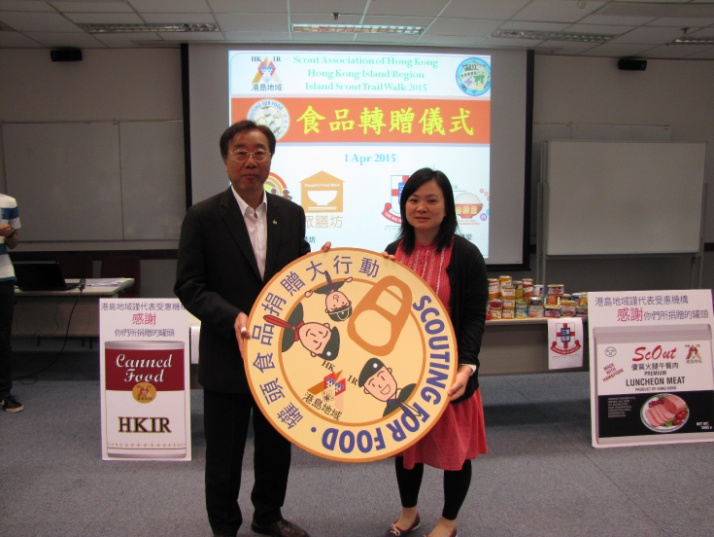 HK IR
港島地域
Scout Association of Hong Kong
Hong Kong Island Region
Island Scout Trail Walk 2015
食品轉贈儀式
1 Apr 2015
People's Food Bank
眾膳坊
罐頭食品捐贈大行動
SCOUTING FOR FOOD
HK IR
港島地域
港島地域謹代表受惠機構
感謝
你們所捐贈的罐頭
Canned
Food
HKIR
港島地域謹代表受惠機構
感謝你們所捐贈的罐頭
ScOut
優質火腿午餐肉
PREMIUM
LUNCHEON MEAT
PRODUCT OF HONG KONG